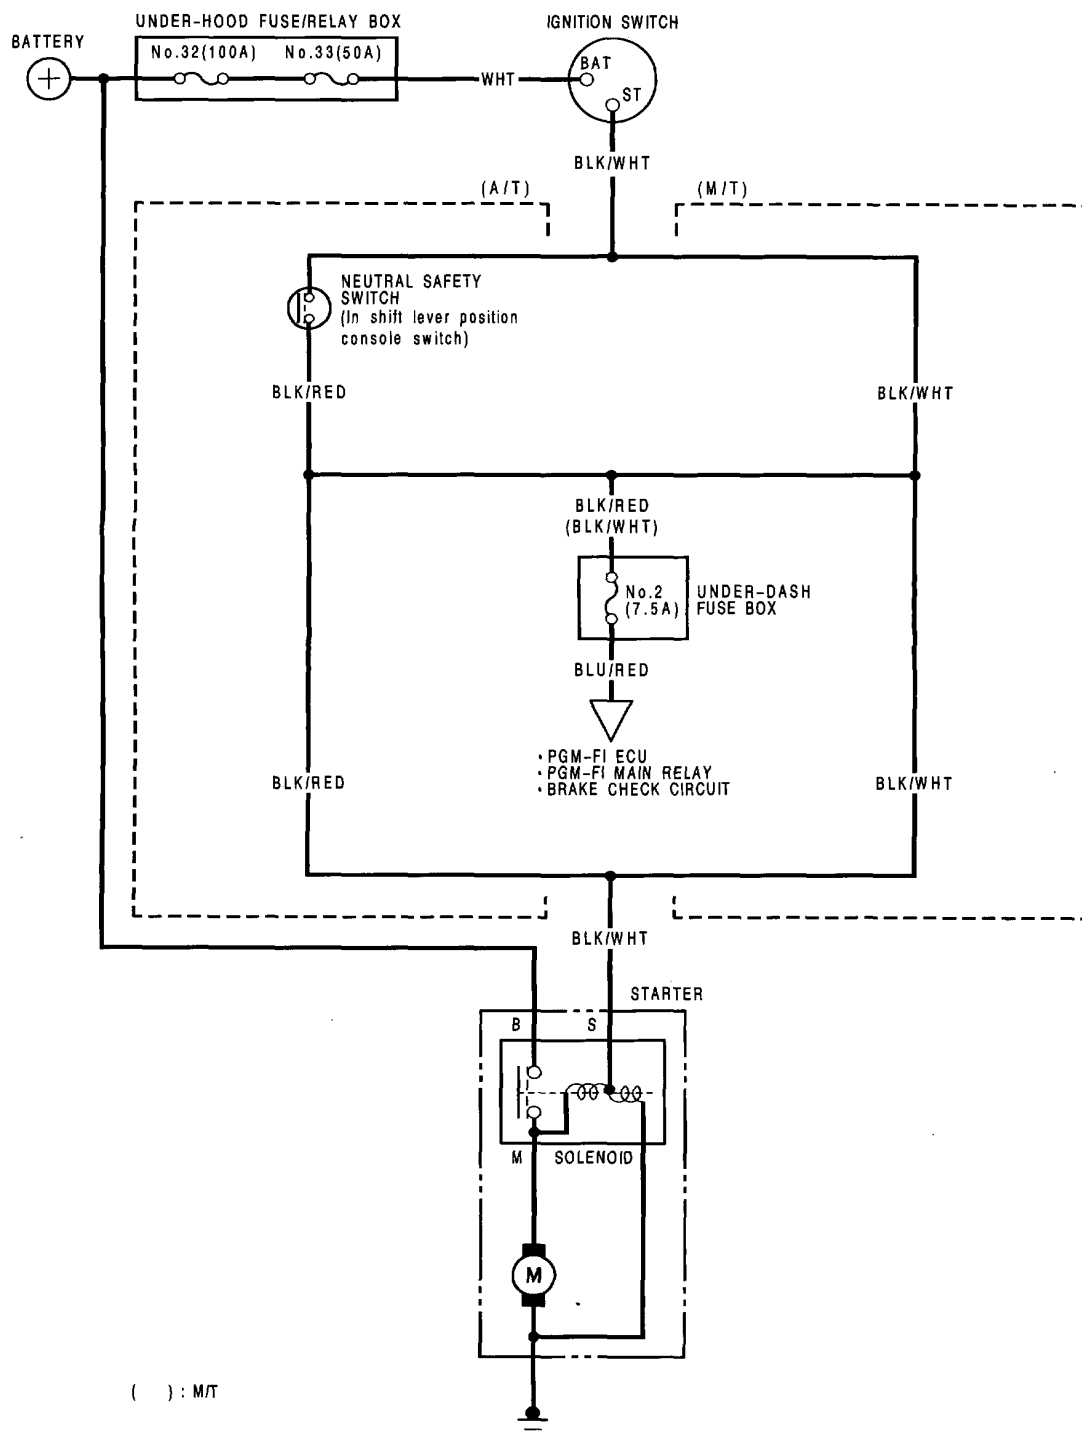 UNDER-HOOD FUSE/RELAY BOX
IGNITION SWITCH
BATTERY
No.32(100A)
No.33(50A)
BAT
WHT
ST
BLK/WHT
(A/T)
(M/T)
NEUTRAL SAFETY
SWITCH
(In shift lever position
console switch)
BLK/RED
BLK/WHT
BLK/RED
(BLK/WHT)
No.2
(7.5A)
UNDER-DASH
FUSE BOX
BLU/RED
• PGM-FI ECU
• PGM-FI MAIN RELAY
• BRAKE CHECK CIRCUIT
BLK/RED
BLK/WHT
BLK/WHT
STARTER
B
S
M
SOLENOID
M
( ) : M/T